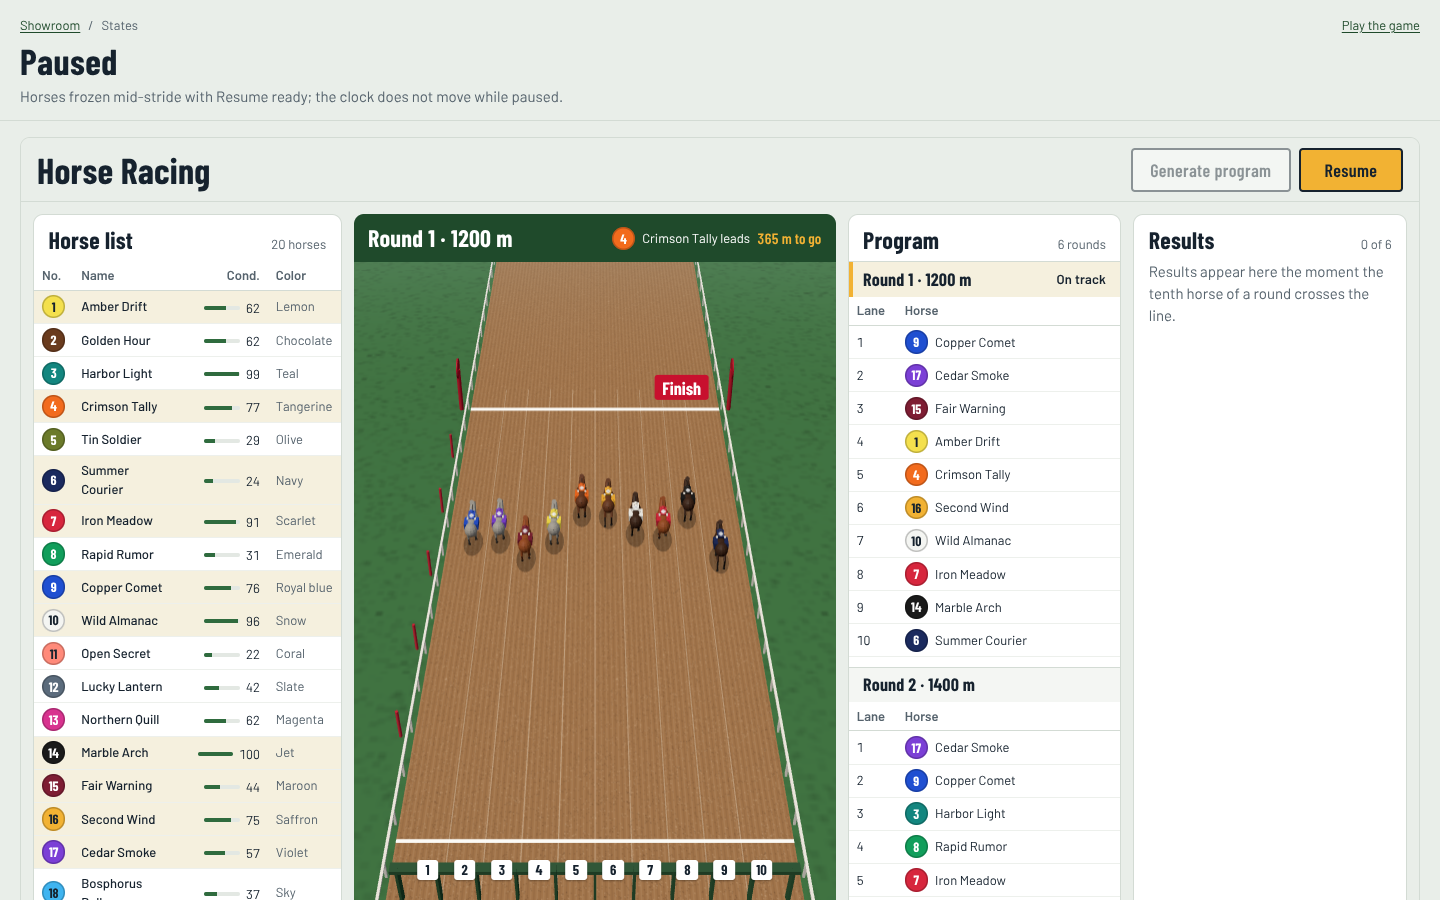 Showroom / States
Play the game
Paused
Horses frozen mid-stride with Resume ready; the clock does not move while paused.
Horse Racing
Generate program
Resume
Horse list
20 horses
No. Name Cond. Color
1 Amber Drift 62 Lemon
2 Golden Hour 62 Chocolate
3 Harbor Light 99 Teal
4 Crimson Tally 77 Tangerine
5 Tin Soldier 29 Olive
6 Summer Courier 24 Navy
7 Iron Meadow 91 Scarlet
8 Rapid Rumor 31 Emerald
9 Copper Comet 76 Royal blue
10 Wild Almanac 96 Snow
11 Open Secret 22 Coral
12 Lucky Lantern 42 Slate
13 Northern Quill 62 Magenta
14 Marble Arch 100 Jet
15 Fair Warning 44 Maroon
16 Second Wind 75 Saffron
17 Cedar Smoke 57 Violet
18 Bosphorus 37 Sky
Round 1 · 1200 m
4 Crimson Tally leads 365 m to go
Finish
1 2 3 4 5 6 7 8 9 10
Program
6 rounds
Round 1 · 1200 m
On track
Lane Horse
1 9 Copper Comet
2 17 Cedar Smoke
3 15 Fair Warning
4 1 Amber Drift
5 4 Crimson Tally
6 16 Second Wind
7 10 Wild Almanac
8 7 Iron Meadow
9 14 Marble Arch
10 6 Summer Courier
Round 2 · 1400 m
Lane Horse
1 17 Cedar Smoke
2 9 Copper Comet
3 3 Harbor Light
4 8 Rapid Rumor
5 7 Iron Meadow
Results
0 of 6
Results appear here the moment the
tenth horse of a round crosses the
line.